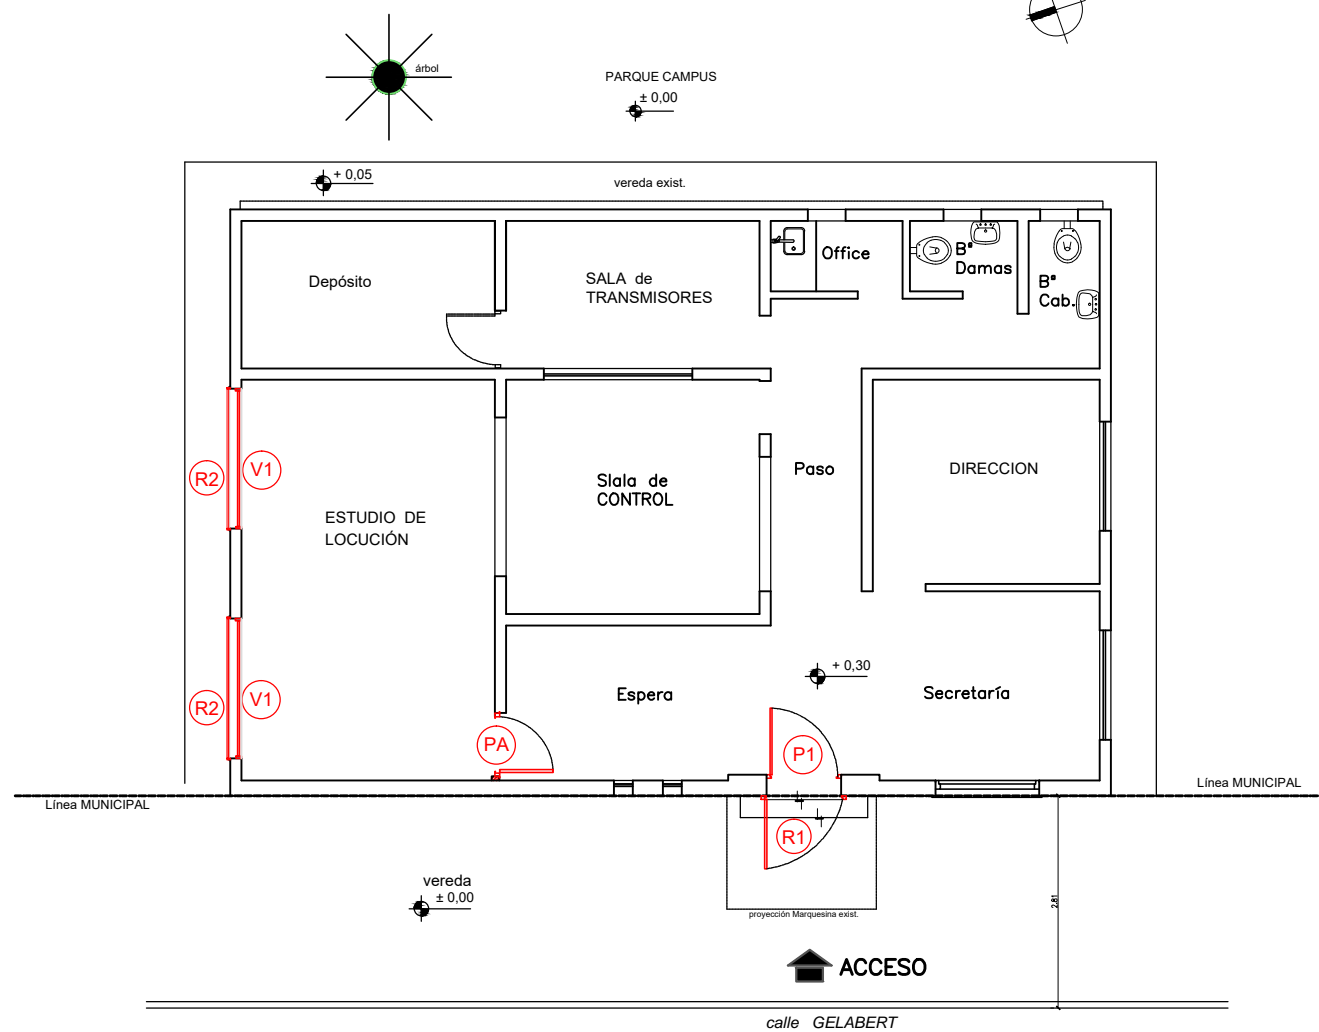 árbol
PARQUE CAMPUS
± 0,00
+ 0,05
vereda exist.
Depósito
SALA de
TRANSMISORES
Office
Bº
Damas
Bº
Cab.
R2
V1
ESTUDIO DE
LOCUCIÓN
Slala de
CONTROL
Paso
DIRECCION
R2
V1
Espera
+ 0,30
Secretaría
PA
P1
Línea MUNICIPAL
Línea MUNICIPAL
R1
vereda
± 0,00
proyección Marquesina exist.
2.81
ACCESO
calle GELABERT